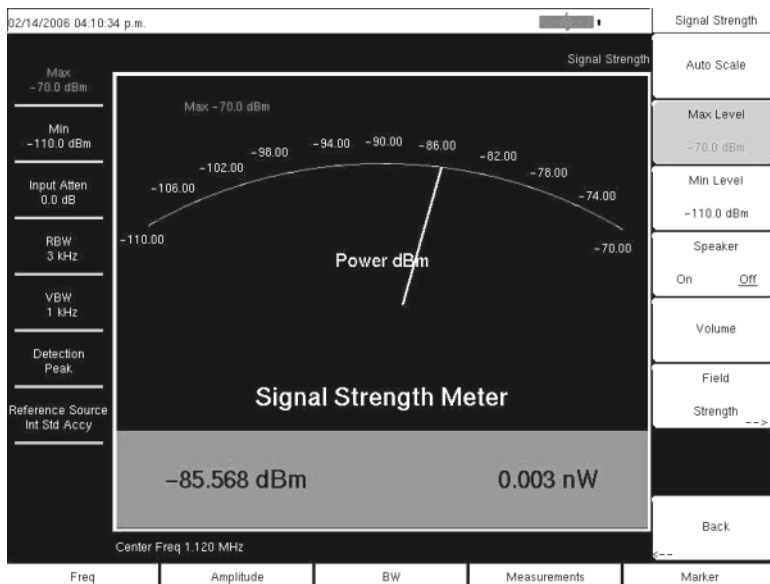 02/14/2006 04:10:34 p.m.
Signal Strength
Max
-70.0 dBm
Min
-110.0 dBm
Input Atten
0.0 dB
RBW
3 kHz
VBW
1 kHz
Detection
Peak
Reference Source
Int Std Accy
Signal Strength
Max -70.0 dBm
-110.00
-106.00
-102.00
-98.00
-94.00
-90.00
-86.00
-82.00
-78.00
-74.00
-70.00
Power dBm
Signal Strength Meter
-85.568 dBm
0.003 nW
Center Freq 1.120 MHz
Auto Scale
Max Level
-70.0 dBm
Min Level
-110.0 dBm
Speaker
On Off
Volume
Field
Strength
-->
Back
<--
Freq
Amplitude
BW
Measurements
Marker